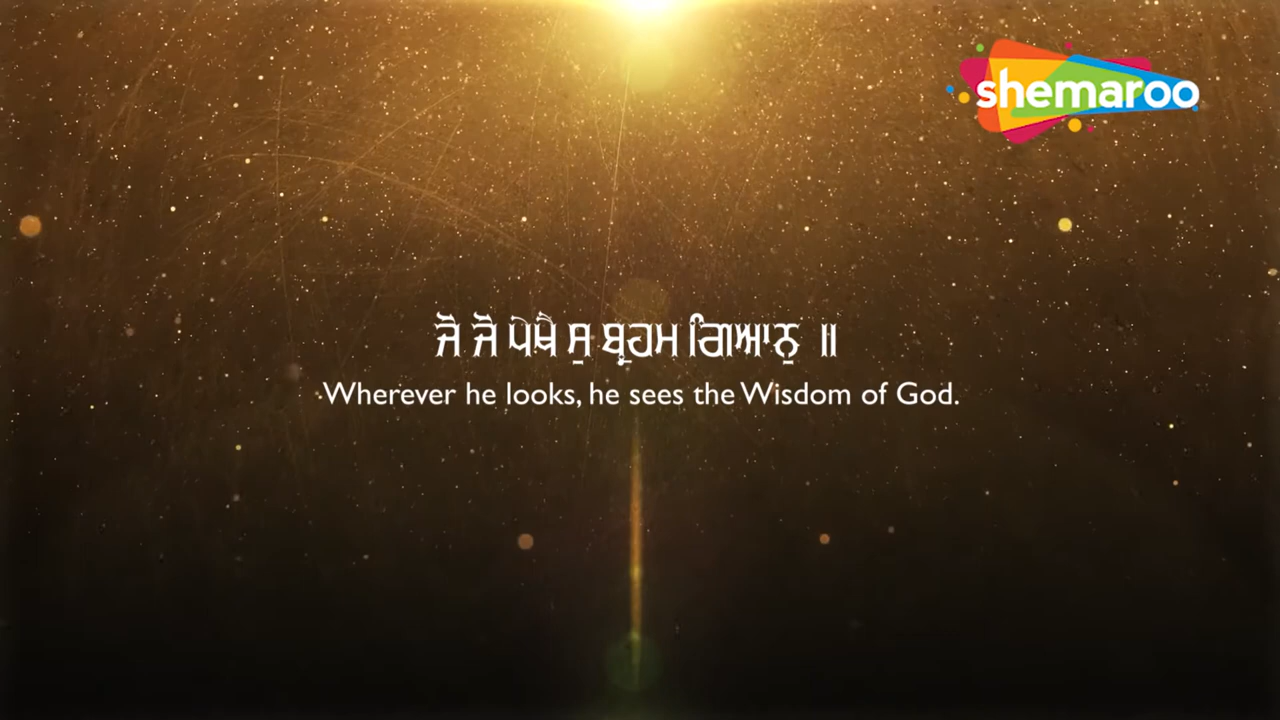 shemaroo
ਜੋ ਜੋ ਪੇਖੈ ਸੁ ਬ੍ਰਹਮ ਗਿਆਨੁ ॥
Wherever he looks, he sees the Wisdom of God.